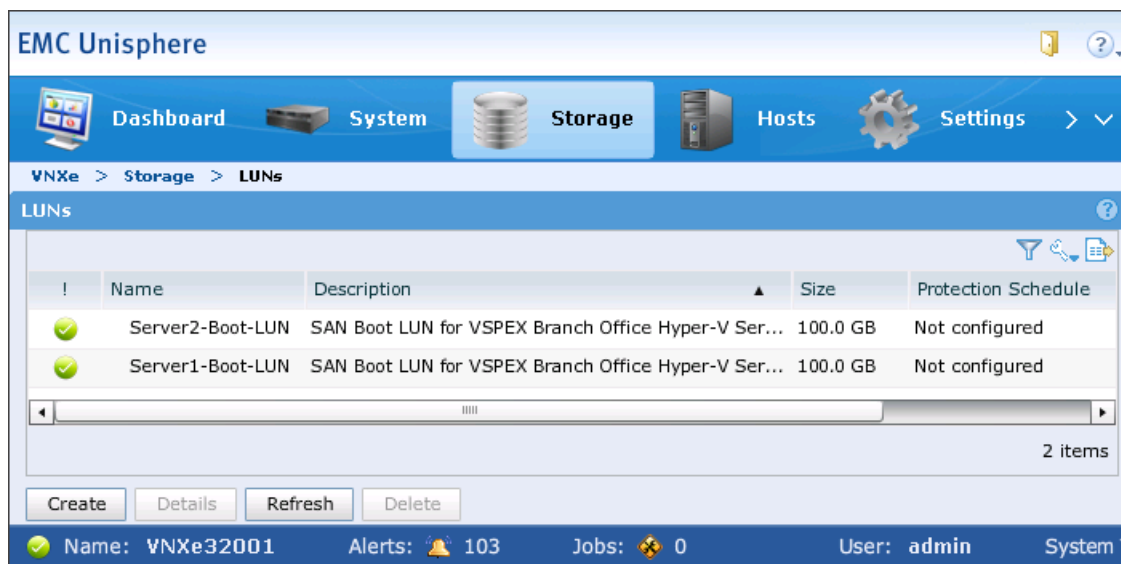 EMC Unisphere
?
Dashboard System Storage Hosts Settings
VNXe > Storage > LUNs
LUNs ?
! Name Description ▲ Size Protection Schedule
Server2-Boot-LUN SAN Boot LUN for VSPEX Branch Office Hyper-V Ser... 100.0 GB Not configured
Server1-Boot-LUN SAN Boot LUN for VSPEX Branch Office Hyper-V Ser... 100.0 GB Not configured
2 items
Create Details Refresh Delete
Name: VNXe32001 Alerts: 103 Jobs: 0 User: admin System